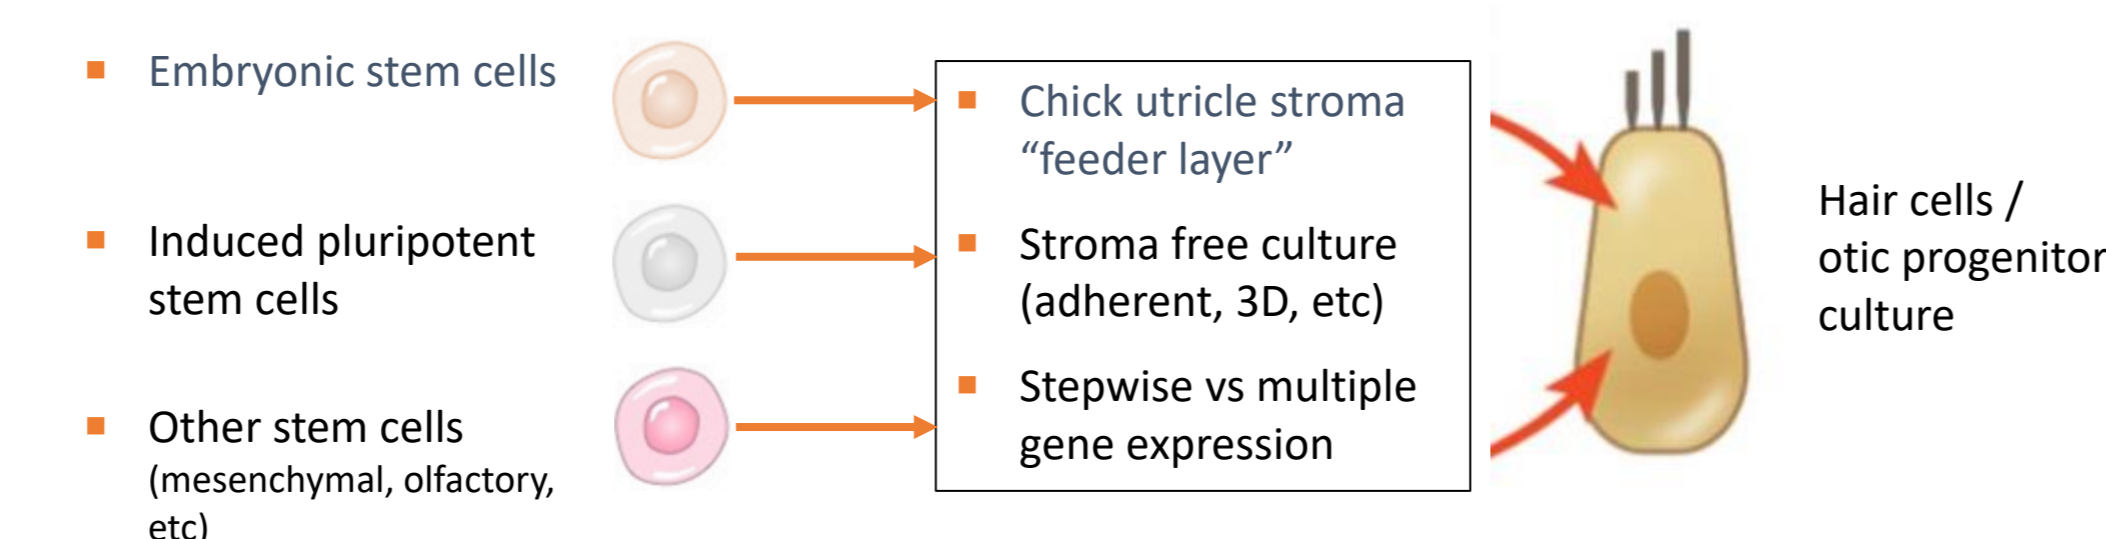 Embryonic stem cells
Induced pluripotent
stem cells
Other stem cells
(mesenchymal, olfactory,
etc)
Chick utricle stroma
“feeder layer”
Stroma free culture
(adherent, 3D, etc)
Stepwise vs multiple
gene expression
Hair cells /
otic progenitor
culture